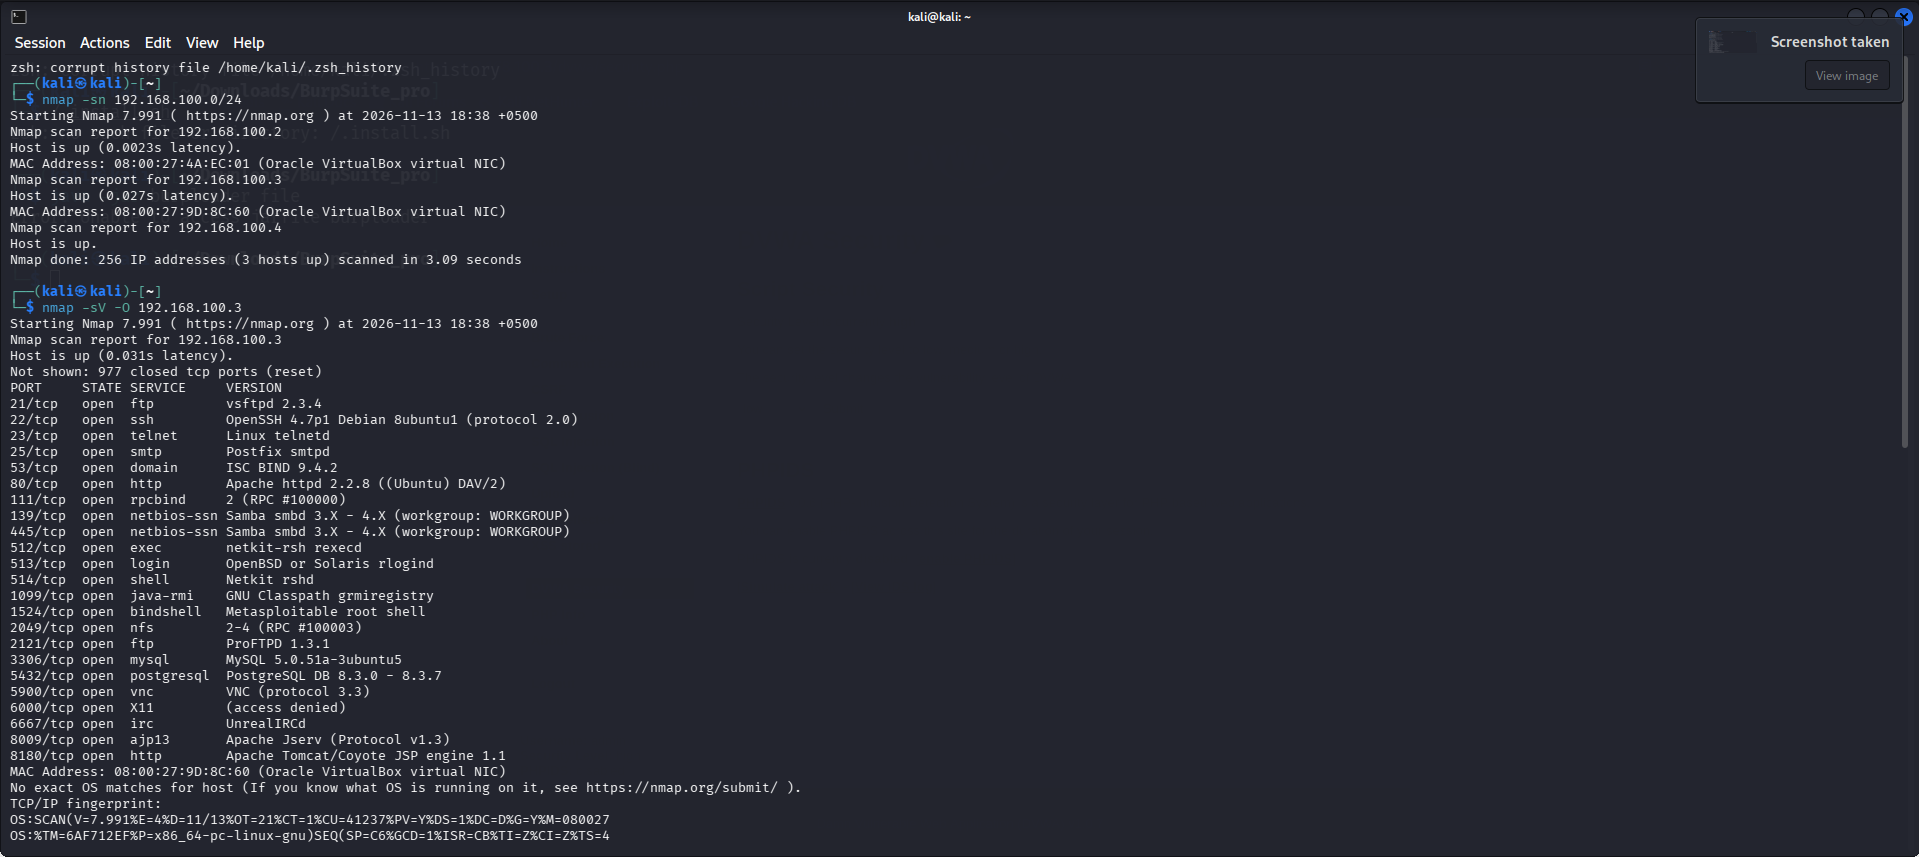 kali@kali: ~
Session Actions Edit View Help
Screenshot taken
View image
zsh: corrupt history file /home/kali/.zsh_history
┌──(kali㉿kali)-[~]
└─$ nmap -sn 192.168.100.0/24
Starting Nmap 7.991 ( https://nmap.org ) at 2026-11-13 18:38 +0500
Nmap scan report for 192.168.100.2
Host is up (0.0023s latency).
MAC Address: 08:00:27:4A:EC:01 (Oracle VirtualBox virtual NIC)
Nmap scan report for 192.168.100.3
Host is up (0.027s latency).
MAC Address: 08:00:27:9D:8C:60 (Oracle VirtualBox virtual NIC)
Nmap scan report for 192.168.100.4
Host is up.
Nmap done: 256 IP addresses (3 hosts up) scanned in 3.09 seconds
┌──(kali㉿kali)-[~]
└─$ nmap -sV -O 192.168.100.3
Starting Nmap 7.991 ( https://nmap.org ) at 2026-11-13 18:38 +0500
Nmap scan report for 192.168.100.3
Host is up (0.031s latency).
Not shown: 977 closed tcp ports (reset)
PORT     STATE SERVICE     VERSION
21/tcp   open  ftp         vsftpd 2.3.4
22/tcp   open  ssh         OpenSSH 4.7p1 Debian 8ubuntu1 (protocol 2.0)
23/tcp   open  telnet      Linux telnetd
25/tcp   open  smtp        Postfix smtpd
53/tcp   open  domain      ISC BIND 9.4.2
80/tcp   open  http        Apache httpd 2.2.8 ((Ubuntu) DAV/2)
111/tcp  open  rpcbind     2 (RPC #100000)
139/tcp  open  netbios-ssn Samba smbd 3.X - 4.X (workgroup: WORKGROUP)
445/tcp  open  netbios-ssn Samba smbd 3.X - 4.X (workgroup: WORKGROUP)
512/tcp  open  exec        netkit-rsh rexecd
513/tcp  open  login       OpenBSD or Solaris rlogind
514/tcp  open  shell       Netkit rshd
1099/tcp open  java-rmi    GNU Classpath grmiregistry
1524/tcp open  bindshell   Metasploitable root shell
2049/tcp open  nfs         2-4 (RPC #100003)
2121/tcp open  ftp         ProFTPD 1.3.1
3306/tcp open  mysql       MySQL 5.0.51a-3ubuntu5
5432/tcp open  postgresql  PostgreSQL DB 8.3.0 - 8.3.7
5900/tcp open  vnc         VNC (protocol 3.3)
6000/tcp open  X11         (access denied)
6667/tcp open  irc         UnrealIRCd
8009/tcp open  ajp13       Apache Jserv (Protocol v1.3)
8180/tcp open  http        Apache Tomcat/Coyote JSP engine 1.1
MAC Address: 08:00:27:9D:8C:60 (Oracle VirtualBox virtual NIC)
No exact OS matches for host (If you know what OS is running on it, see https://nmap.org/submit/ ).
TCP/IP fingerprint:
OS:SCAN(V=7.991%E=4%D=11/13%OT=21%CT=1%CU=41237%PV=Y%DS=1%DC=D%G=Y%M=080027
OS:%TM=6AF712EF%P=x86_64-pc-linux-gnu)SEQ(SP=C6%GCD=1%ISR=CB%TI=Z%CI=Z%TS=4